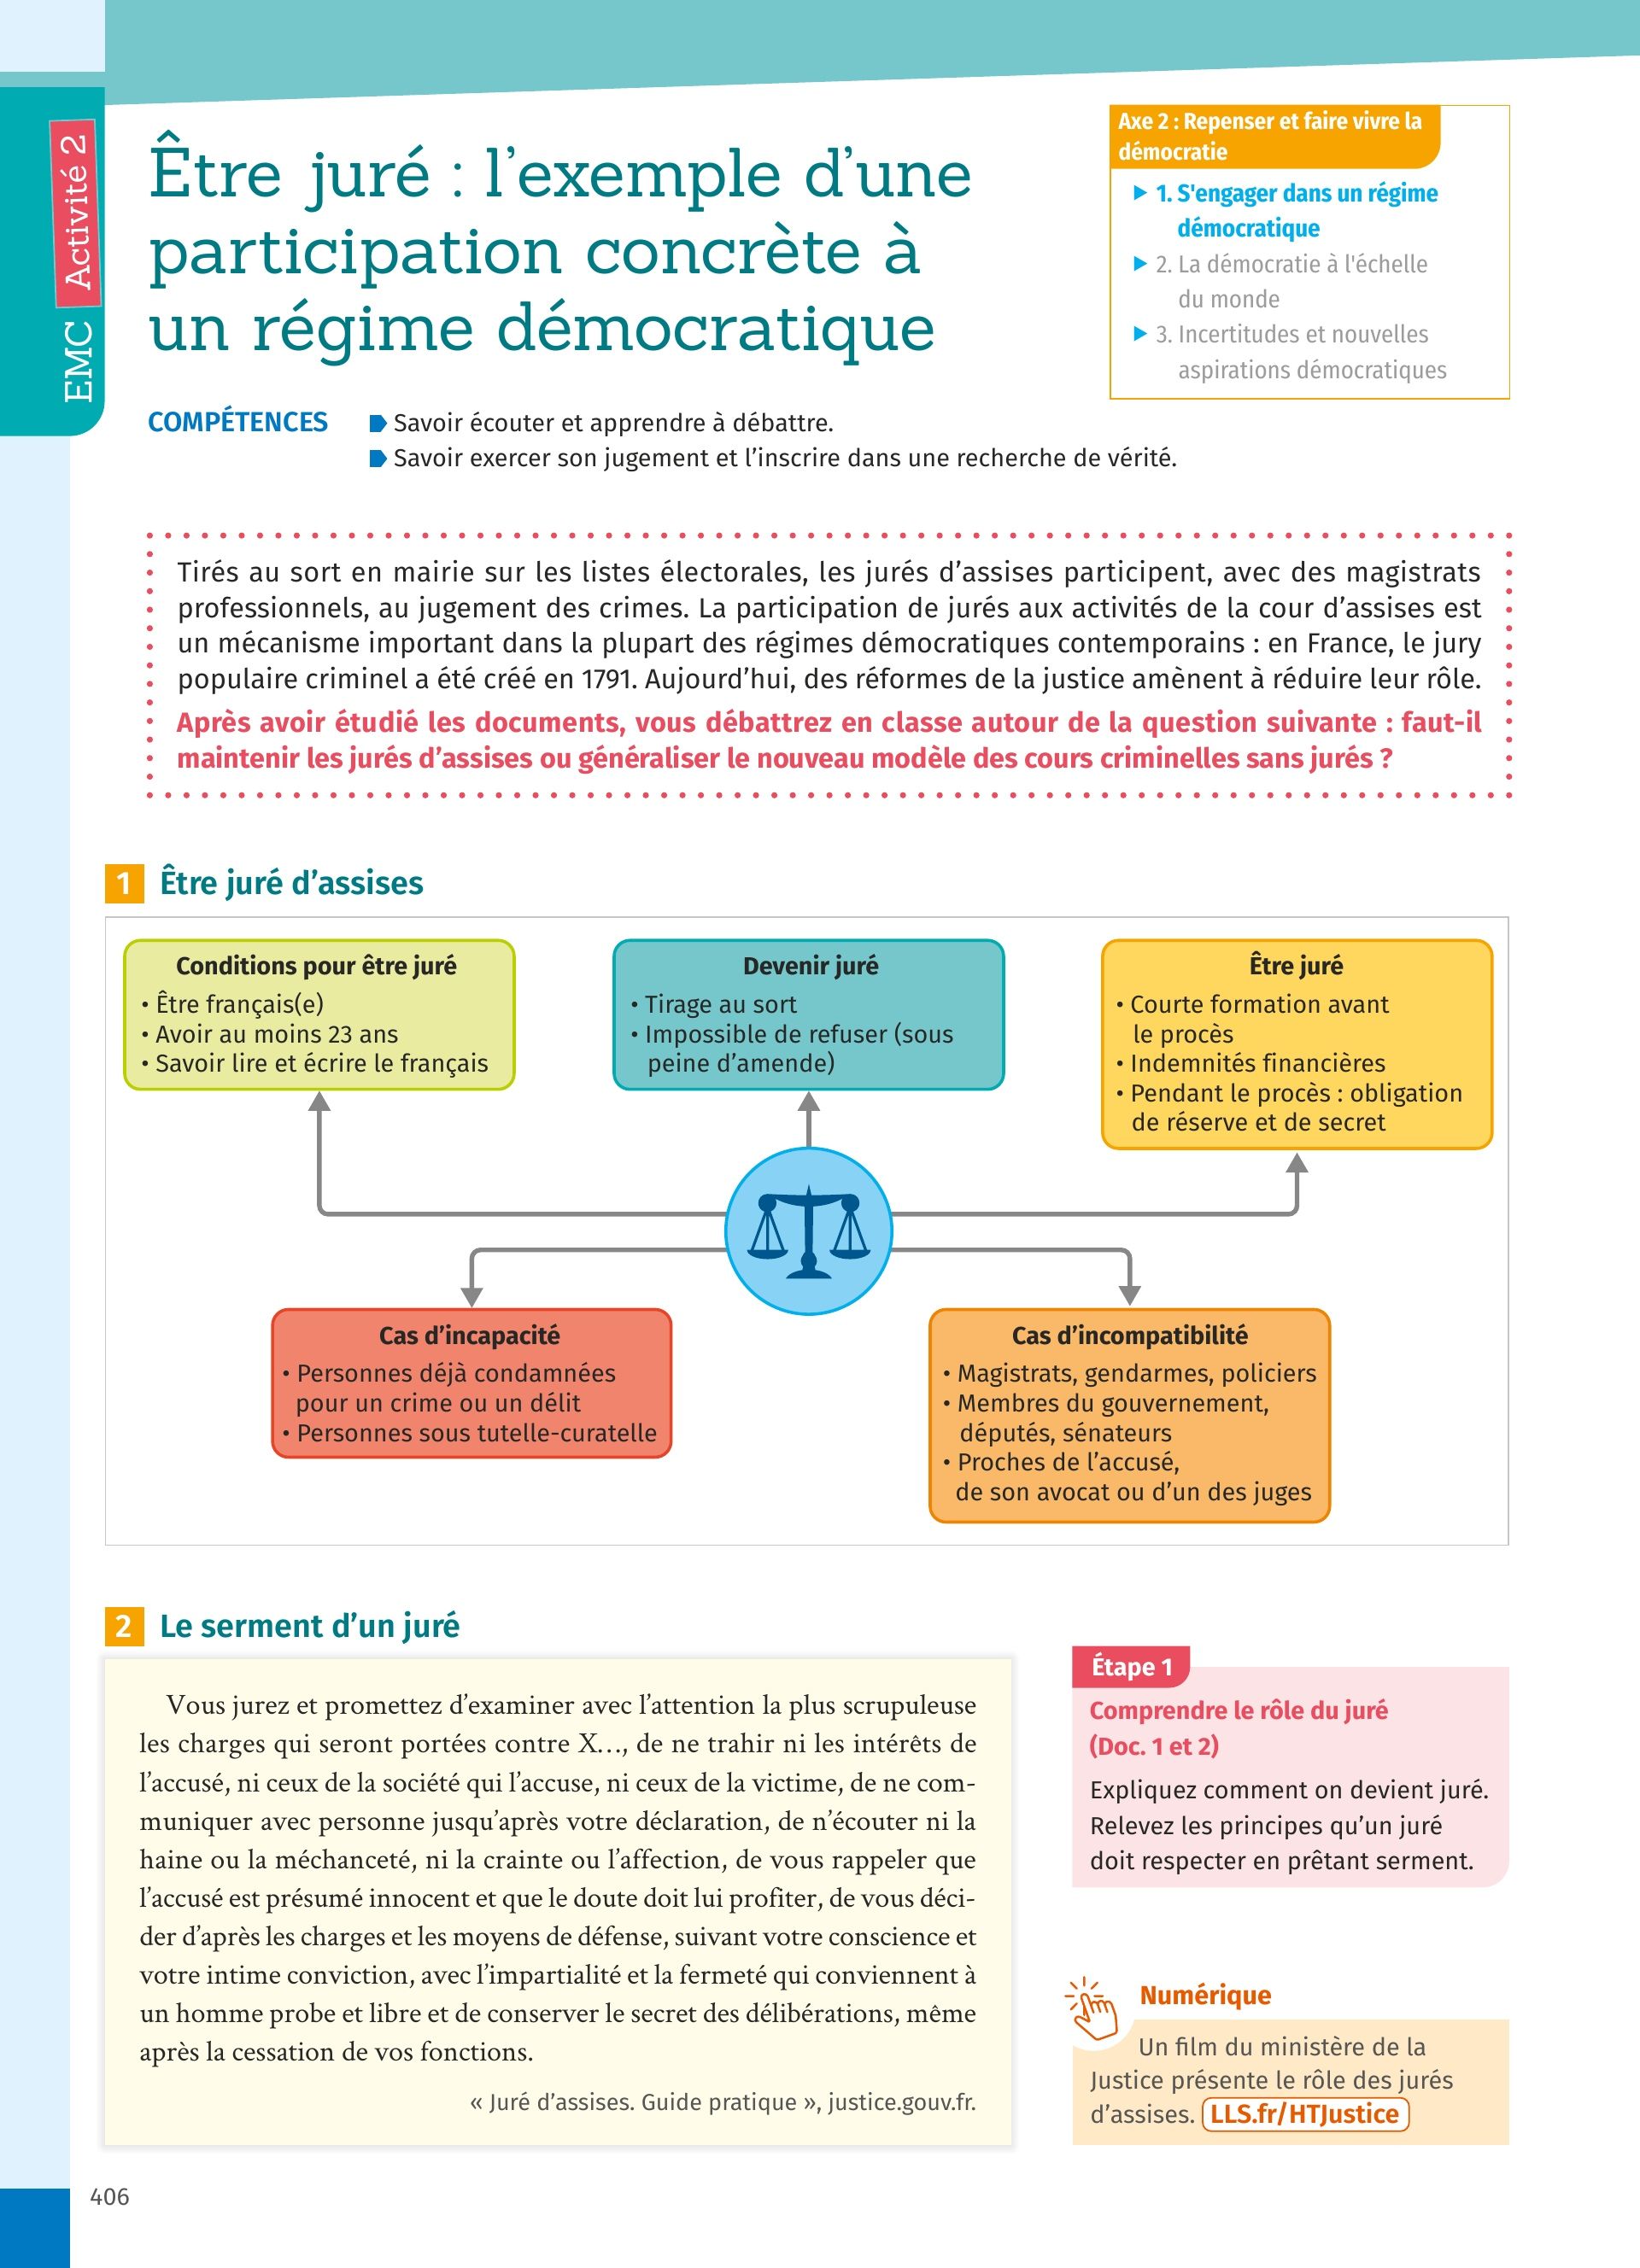 EMC Activité 2
Être juré : l’exemple d’une
participation concrète à
un régime démocratique
Axe 2 : Repenser et faire vivre la
démocratie
1. S'engager dans un régime
démocratique
2. La démocratie à l'échelle
du monde
3. Incertitudes et nouvelles
aspirations démocratiques
COMPÉTENCES
Savoir écouter et apprendre à débattre.
Savoir exercer son jugement et l’inscrire dans une recherche de vérité.
Tirés au sort en mairie sur les listes électorales, les jurés d’assises participent, avec des magistrats
professionnels, au jugement des crimes. La participation de jurés aux activités de la cour d’assises est
un mécanisme important dans la plupart des régimes démocratiques contemporains : en France, le jury
populaire criminel a été créé en 1791. Aujourd’hui, des réformes de la justice amènent à réduire leur rôle.
Après avoir étudié les documents, vous débattrez en classe autour de la question suivante : faut-il
maintenir les jurés d’assises ou généraliser le nouveau modèle des cours criminelles sans jurés ?
1 Être juré d’assises
Conditions pour être juré
• Être français(e)
• Avoir au moins 23 ans
• Savoir lire et écrire le français
Devenir juré
• Tirage au sort
• Impossible de refuser (sous
peine d’amende)
Être juré
• Courte formation avant
le procès
• Indemnités financières
• Pendant le procès : obligation
de réserve et de secret
Cas d’incapacité
• Personnes déjà condamnées
pour un crime ou un délit
• Personnes sous tutelle-curatelle
Cas d’incompatibilité
• Magistrats, gendarmes, policiers
• Membres du gouvernement,
députés, sénateurs
• Proches de l’accusé,
de son avocat ou d’un des juges
2 Le serment d’un juré
Vous jurez et promettez d’examiner avec l’attention la plus scrupuleuse
les charges qui seront portées contre X…, de ne trahir ni les intérêts de
l’accusé, ni ceux de la société qui l’accuse, ni ceux de la victime, de ne com-
muniquer avec personne jusqu’après votre déclaration, de n’écouter ni la
haine ou la méchanceté, ni la crainte ou l’affection, de vous rappeler que
l’accusé est présumé innocent et que le doute doit lui profiter, de vous déci-
der d’après les charges et les moyens de défense, suivant votre conscience et
votre intime conviction, avec l’impartialité et la fermeté qui conviennent à
un homme probe et libre et de conserver le secret des délibérations, même
après la cessation de vos fonctions.
« Juré d’assises. Guide pratique », justice.gouv.fr.
Étape 1
Comprendre le rôle du juré
(Doc. 1 et 2)
Expliquez comment on devient juré.
Relevez les principes qu’un juré
doit respecter en prêtant serment.
Numérique
Un film du ministère de la
Justice présente le rôle des jurés
d’assises. LLS.fr/HTJustice
406